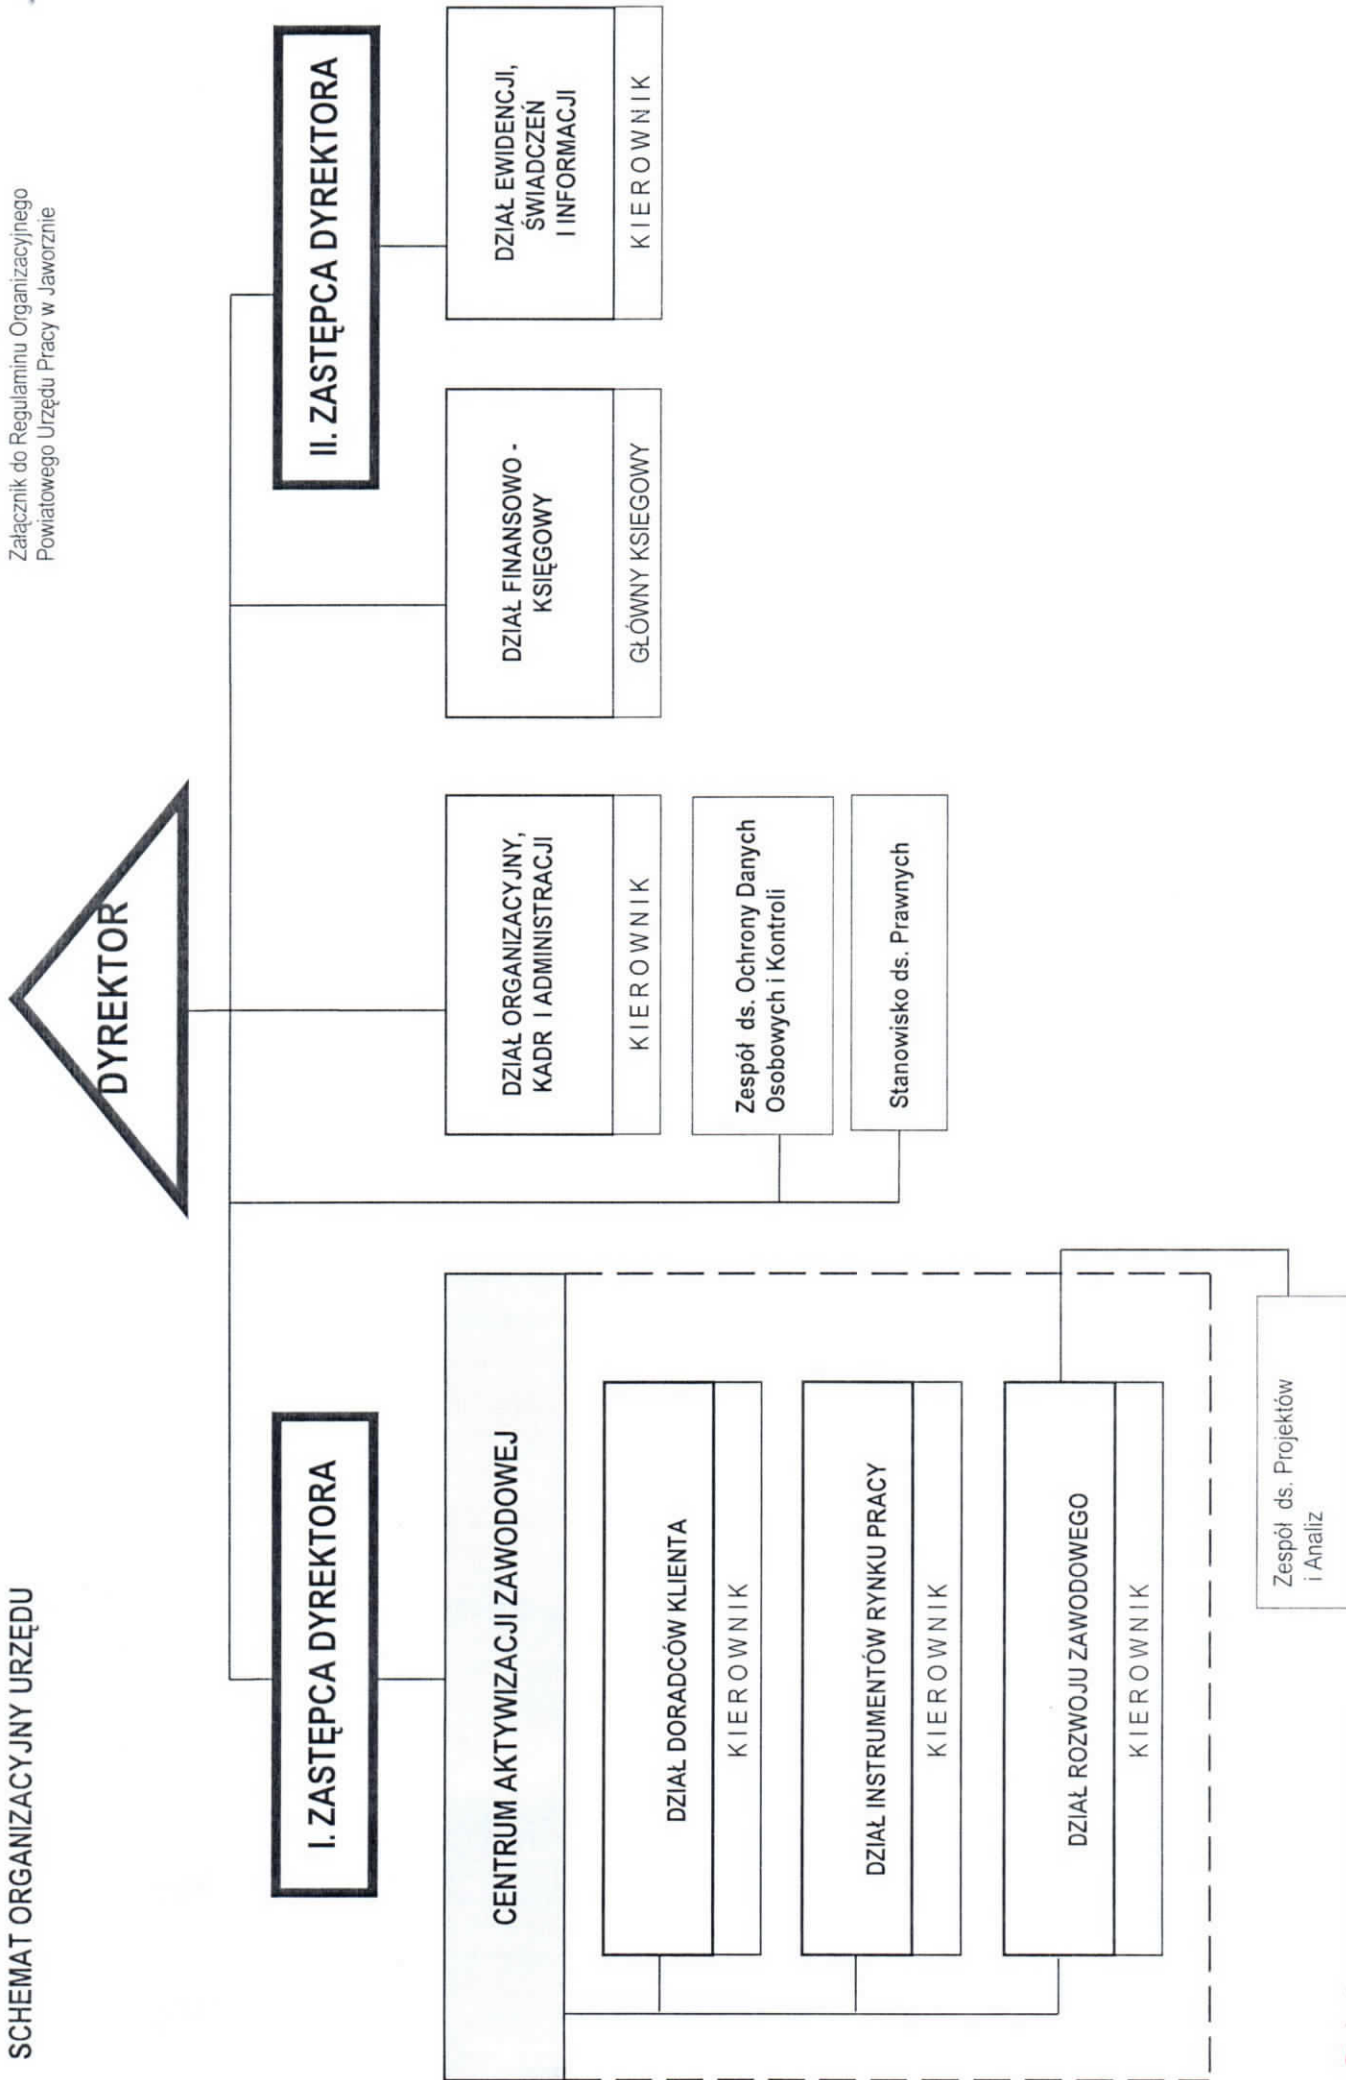 SCHEMAT ORGANIZACYJNY URZĘDU
Załącznik do Regulaminu Organizacyjnego
Powiatowego Urzędu Pracy w Jaworznie
DYREKTOR
I. ZASTĘPCA DYREKTORA
II. ZASTĘPCA DYREKTORA
CENTRUM AKTYWIZACJI ZAWODOWEJ
DZIAŁ DORADCÓW KLIENTA
KIEROWNIK
DZIAŁ INSTRUMENTÓW RYNKU PRACY
KIEROWNIK
DZIAŁ ROZWOJU ZAWODOWEGO
KIEROWNIK
Zespół ds. Projektów
i Analiz
DZIAŁ ORGANIZACYJNY,
KADR I ADMINISTRACJI
KIEROWNIK
Zespół ds. Ochrony Danych
Osobowych i Kontroli
Stanowisko ds. Prawnych
DZIAŁ FINANSOWO -
KSIĘGOWY
GŁÓWNY KSIEGOWY
DZIAŁ EWIDENCJI,
ŚWIADCZEŃ
I INFORMACJI
KIEROWNIK